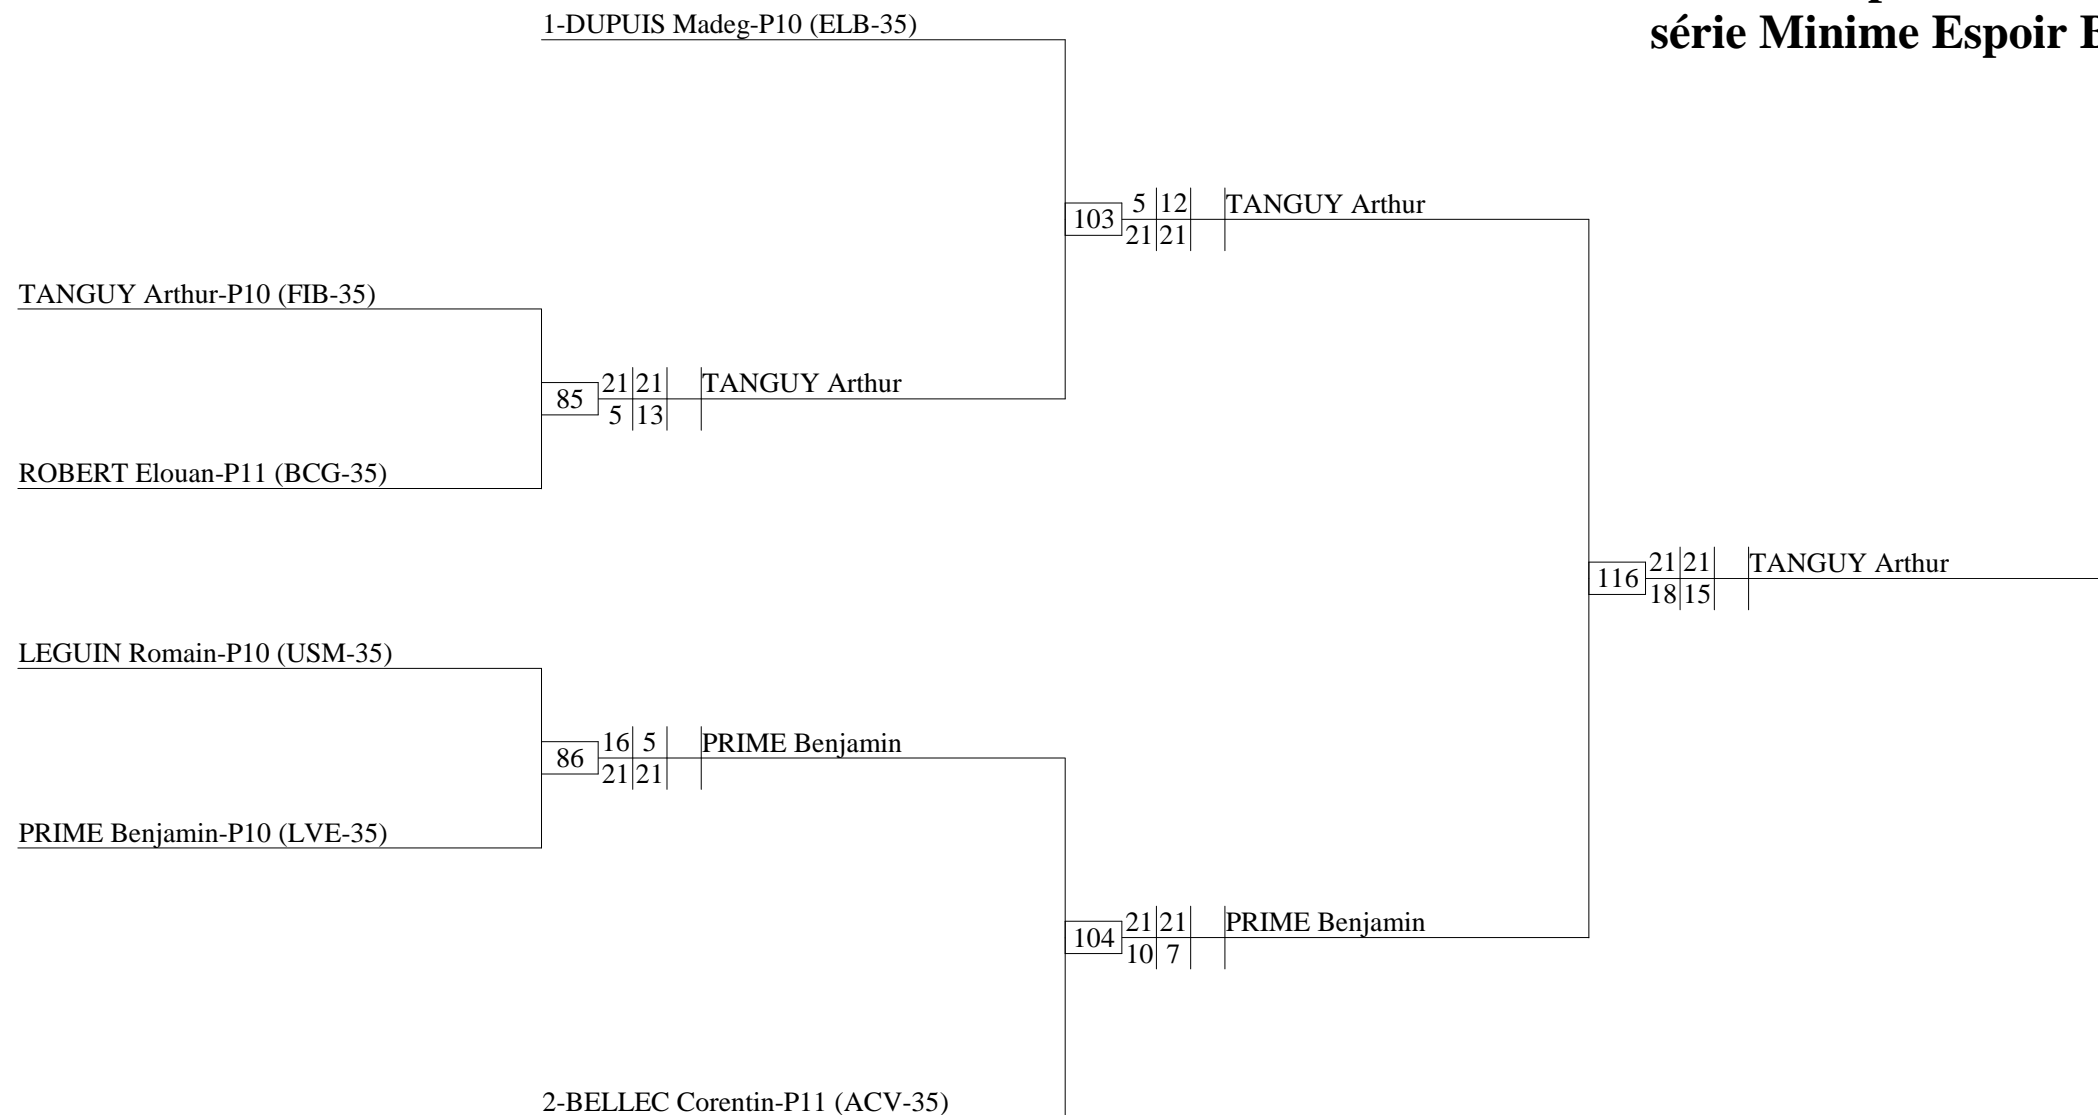 série Minime Espoir
1-DUPUIS Madeg-P10 (ELB-35)
103
5 12
21 21
TANGUY Arthur
TANGUY Arthur-P10 (FIB-35)
85
21 21
5 13
TANGUY Arthur
ROBERT Elouan-P11 (BCG-35)
116
21 21
18 15
TANGUY Arthur
LEGUIN Romain-P10 (USM-35)
86
16 5
21 21
PRIME Benjamin
PRIME Benjamin-P10 (LVE-35)
104
21 21
10 7
PRIME Benjamin
2-BELLEC Corentin-P11 (ACV-35)